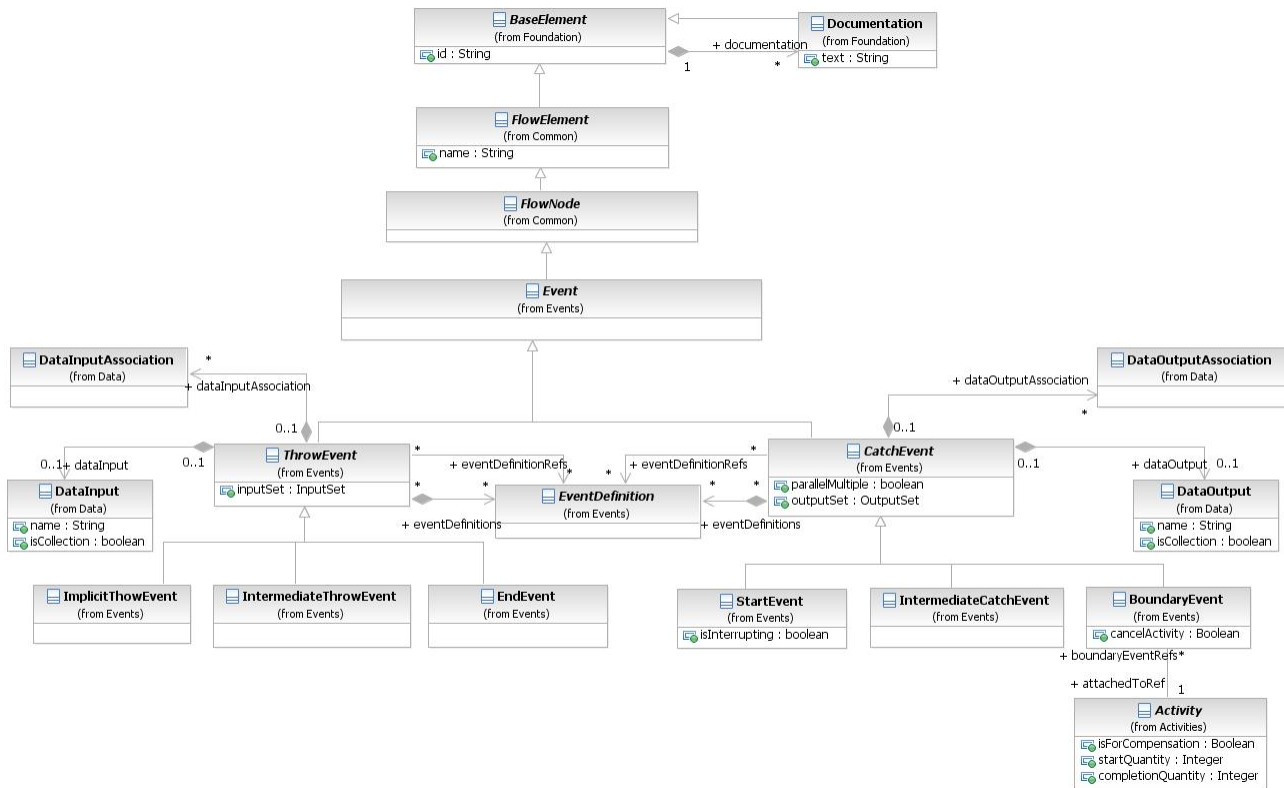 BaseElement
(from Foundation)
id : String
+ documentation
1
*
Documentation
(from Foundation)
text : String
FlowElement
(from Common)
name : String
FlowNode
(from Common)
Event
(from Events)
DataInputAssociation
(from Data)
*
+ dataInputAssociation
0..1
DataOutputAssociation
(from Data)
+ dataOutputAssociation
*
0..1
ThrowEvent
(from Events)
inputSet : InputSet
0..1
0..1
+ dataInput
DataInput
(from Data)
name : String
isCollection : boolean
*
+ eventDefinitionRefs
*
*
*
+ eventDefinitions
EventDefinition
(from Events)
*
+ eventDefinitionRefs
*
*
*
+ eventDefinitions
CatchEvent
(from Events)
parallelMultiple : boolean
outputSet : OutputSet
0..1
+ dataOutput
0..1
DataOutput
(from Data)
name : String
isCollection : boolean
ImplicitThowEvent
(from Events)
IntermediateThrowEvent
(from Events)
EndEvent
(from Events)
StartEvent
(from Events)
isInterrupting : boolean
IntermediateCatchEvent
(from Events)
BoundaryEvent
(from Events)
cancelActivity : Boolean
+ boundaryEventRefs
*
+ attachedToRef
1
Activity
(from Activities)
isForCompensation : Boolean
startQuantity : Integer
completionQuantity : Integer